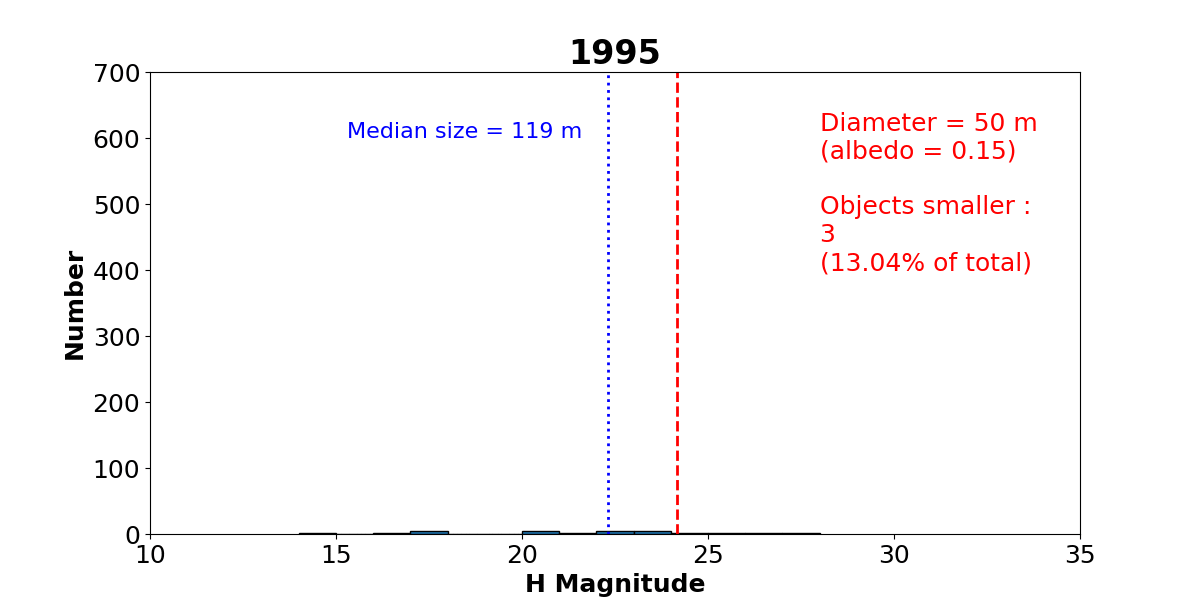 1995
700
600
500
400
300
200
100
0
Number
Median size = 119 m
Diameter = 50 m
(albedo = 0.15)
Objects smaller :
3
(13.04% of total)
10 15 20 25 30 35
H Magnitude